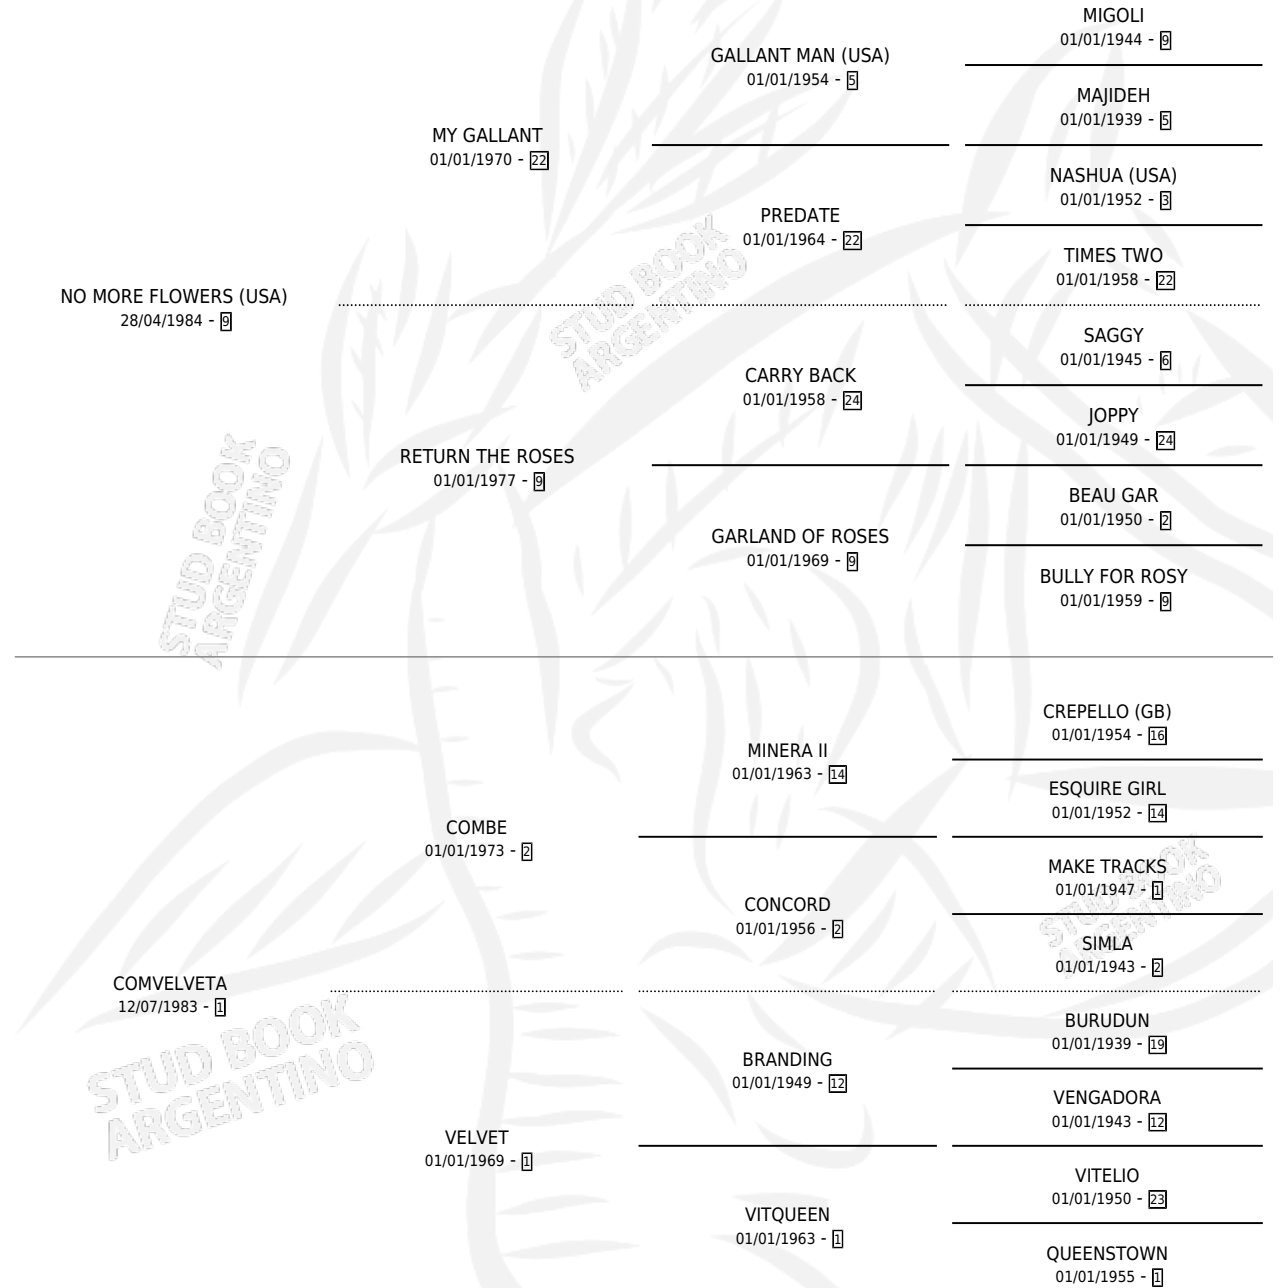 MIGOLI
01/01/1944 - 9
GALLANT MAN (USA)
01/01/1954 - 5
MAJIDEH
01/01/1939 - 5
MY GALLANT
01/01/1970 - 22
NASHUA (USA)
01/01/1952 - 3
PREDATE
01/01/1964 - 22
TIMES TWO
01/01/1958 - 22
NO MORE FLOWERS (USA)
28/04/1984 - 9
STUD BOOK
ARGENTINO
SAGGY
01/01/1945 - 6
CARRY BACK
01/01/1958 - 24
JOPPY
01/01/1949 - 24
RETURN THE ROSES
01/01/1977 - 9
BEAU GAR
01/01/1950 - 2
GARLAND OF ROSES
01/01/1969 - 9
BULLY FOR ROSY
01/01/1959 - 9
STUD BOOK
ARGENTINO
CREPELLO (GB)
01/01/1954 - 16
MINERA II
01/01/1963 - 14
ESQUIRE GIRL
01/01/1952 - 14
COMBE
01/01/1973 - 2
MAKE TRACKS
01/01/1947 - 1
CONCORD
01/01/1956 - 2
SIMLA
01/01/1943 - 2
STUD BOOK
ARGENTINO
COMVELVETA
12/07/1983 - 1
BURUDUN
01/01/1939 - 19
BRANDING
01/01/1949 - 12
VENGADORA
01/01/1943 - 12
STUD BOOK
ARGENTINO
VELVET
01/01/1969 - 1
VITELIO
01/01/1950 - 23
VITQUEEN
01/01/1963 - 1
QUEENSTOWN
01/01/1955 - 1